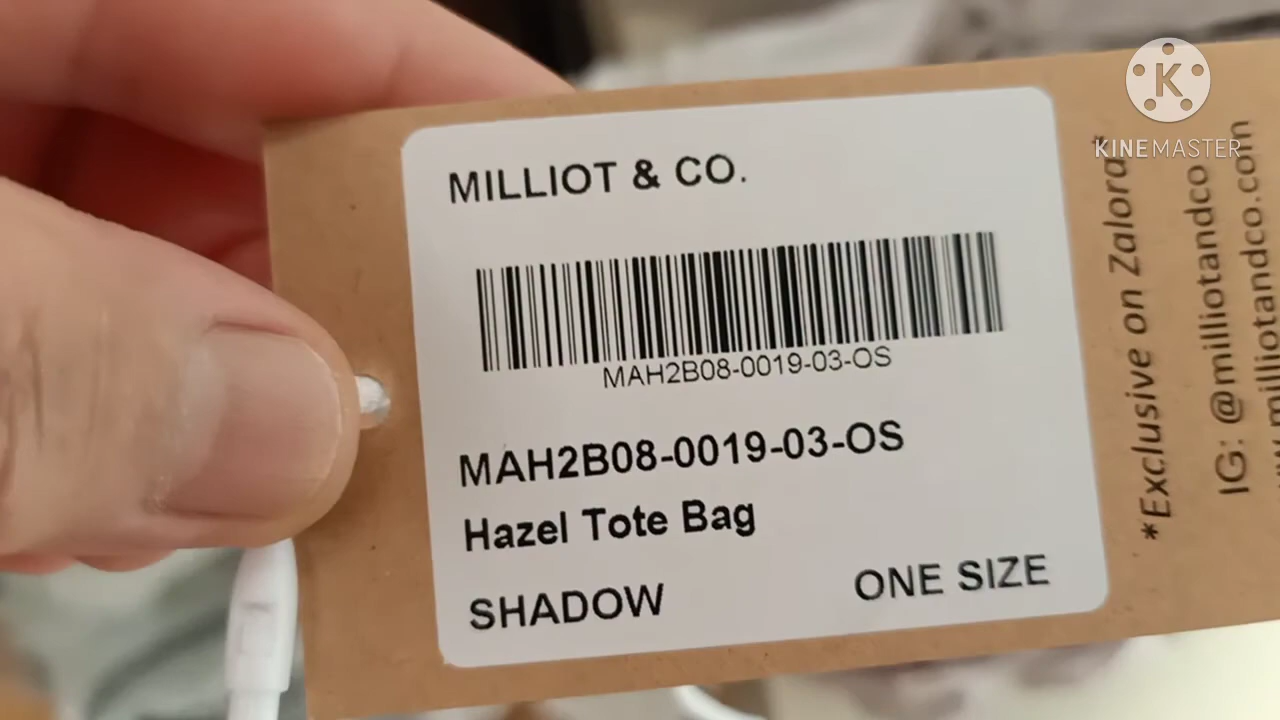 MILLIOT & CO.
MAH2B08-0019-03-OS
MAH2B08-0019-03-OS
Hazel Tote Bag
SHADOW
ONE SIZE
*Exclusive on Zalora*
IG: @milliotandco
milliotandco.com
K
KINEMASTER